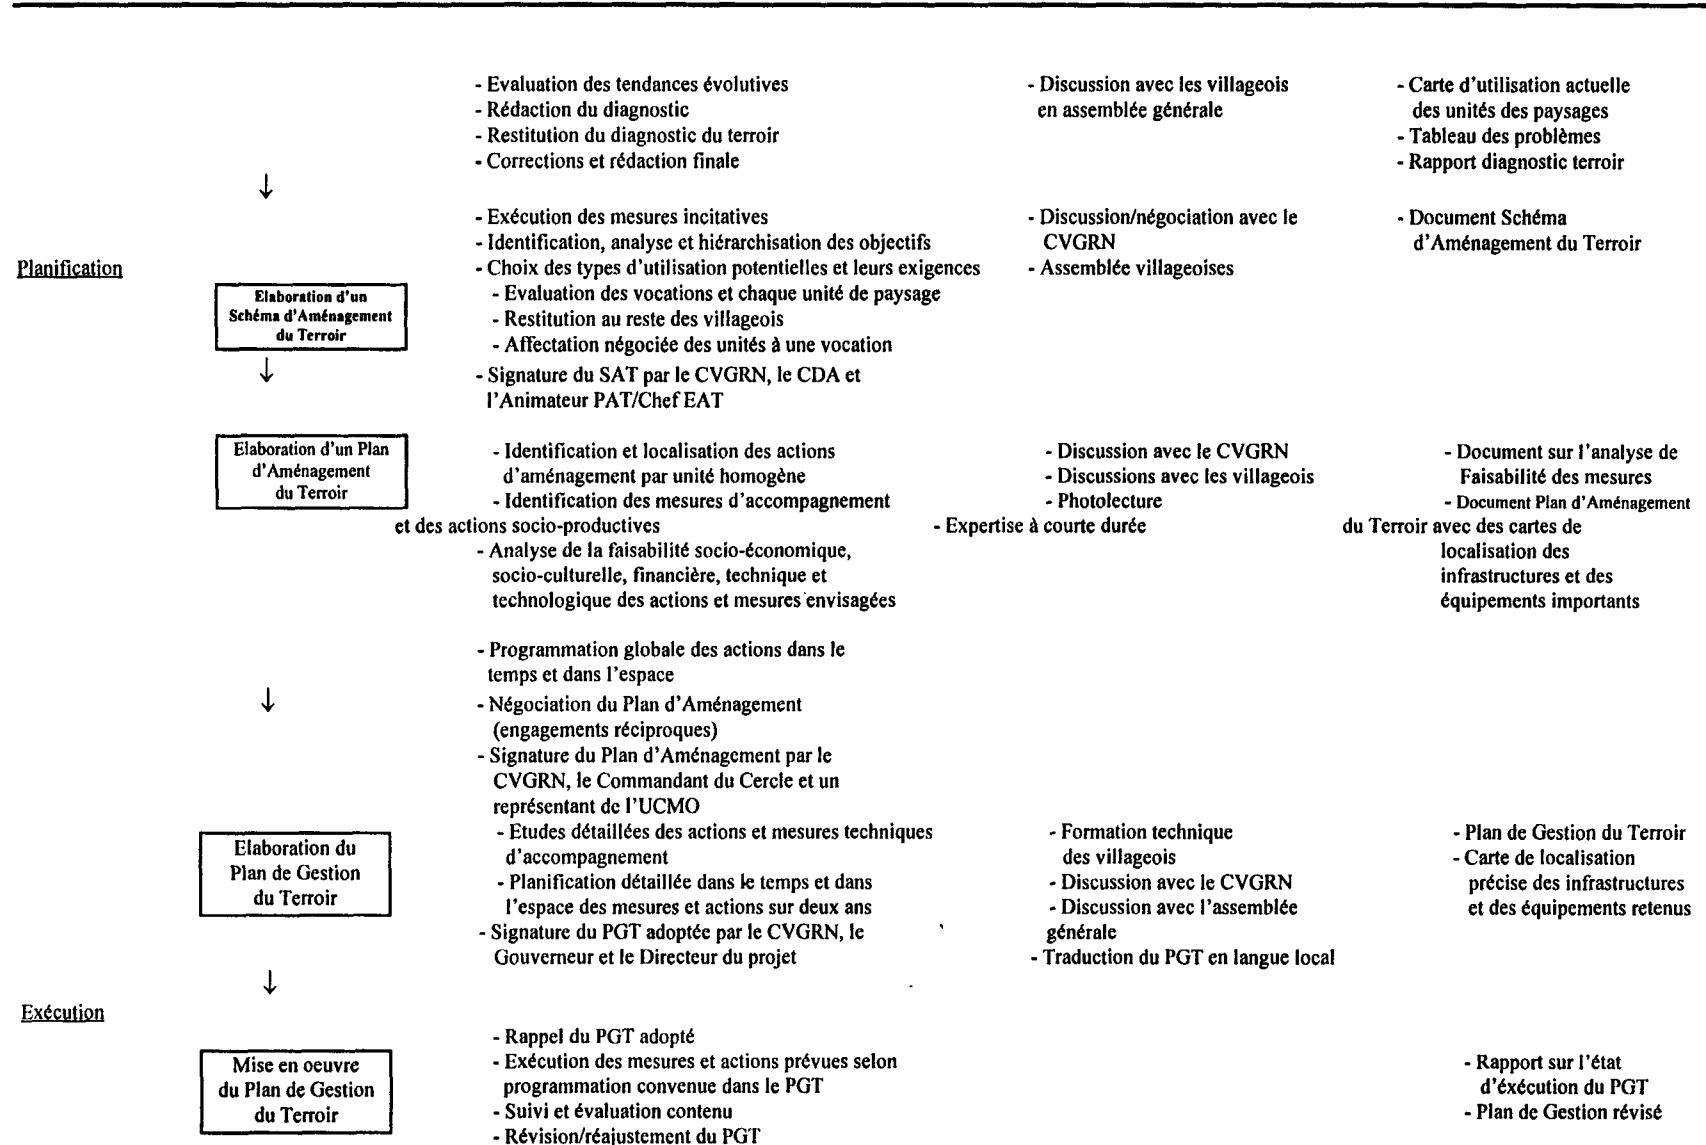 - Evaluation des tendances évolutives
- Rédaction du diagnostic
- Restitution du diagnostic du terroir
- Corrections et rédaction finale
- Discussion avec les villageois
en assemblée générale
- Carte d'utilisation actuelle
des unités des paysages
- Tableau des problèmes
- Rapport diagnostic terroir
↓
Planification
Elaboration d'un
Schéma d'Aménagement
du Terroir
- Exécution des mesures incitatives
- Identification, analyse et hiérarchisation des objectifs
- Choix des types d'utilisation potentielles et leurs exigences
- Evaluation des vocations et chaque unité de paysage
- Restitution au reste des villageois
- Affectation négociée des unités à une vocation
- Signature du SAT par le CVGRN, le CDA et
l'Animateur PAT/Chef EAT
- Discussion/négociation avec le
CVGRN
- Assemblée villageoises
- Document Schéma
d'Aménagement du Terroir
↓
Elaboration d'un Plan
d'Aménagement
du Terroir
- Identification et localisation des actions
d'aménagement par unité homogène
- Identification des mesures d'accompagnement
et des actions socio-productives
- Analyse de la faisabilité socio-économique,
socio-culturelle, financière, technique et
technologique des actions et mesures envisagées
- Programmation globale des actions dans le
temps et dans l'espace
- Négociation du Plan d'Aménagement
(engagements réciproques)
- Signature du Plan d'Aménagement par le
CVGRN, le Commandant du Cercle et un
représentant de l'UCMO
- Discussion avec le CVGRN
- Discussions avec les villageois
- Photolecture
- Expertise à courte durée
- Document sur l'analyse de
Faisabilité des mesures
- Document Plan d'Aménagement
du Terroir avec des cartes de
localisation des
infrastructures et des
équipements importants
↓
Elaboration du
Plan de Gestion
du Terroir
- Etudes détaillées des actions et mesures techniques
d'accompagnement
- Planification détaillée dans le temps et dans
l'espace des mesures et actions sur deux ans
- Signature du PGT adoptée par le CVGRN, le
Gouverneur et le Directeur du projet
- Formation technique
des villageois
- Discussion avec le CVGRN
- Discussion avec l'assemblée
générale
- Traduction du PGT en langue local
- Plan de Gestion du Terroir
- Carte de localisation
précise des infrastructures
et des équipements retenus
↓
Exécution
Mise en oeuvre
du Plan de Gestion
du Terroir
- Rappel du PGT adopté
- Exécution des mesures et actions prévues selon
programmation convenue dans le PGT
- Suivi et évaluation contenu
- Révision/réajustement du PGT
- Rapport sur l'état
d'éxécution du PGT
- Plan de Gestion révisé